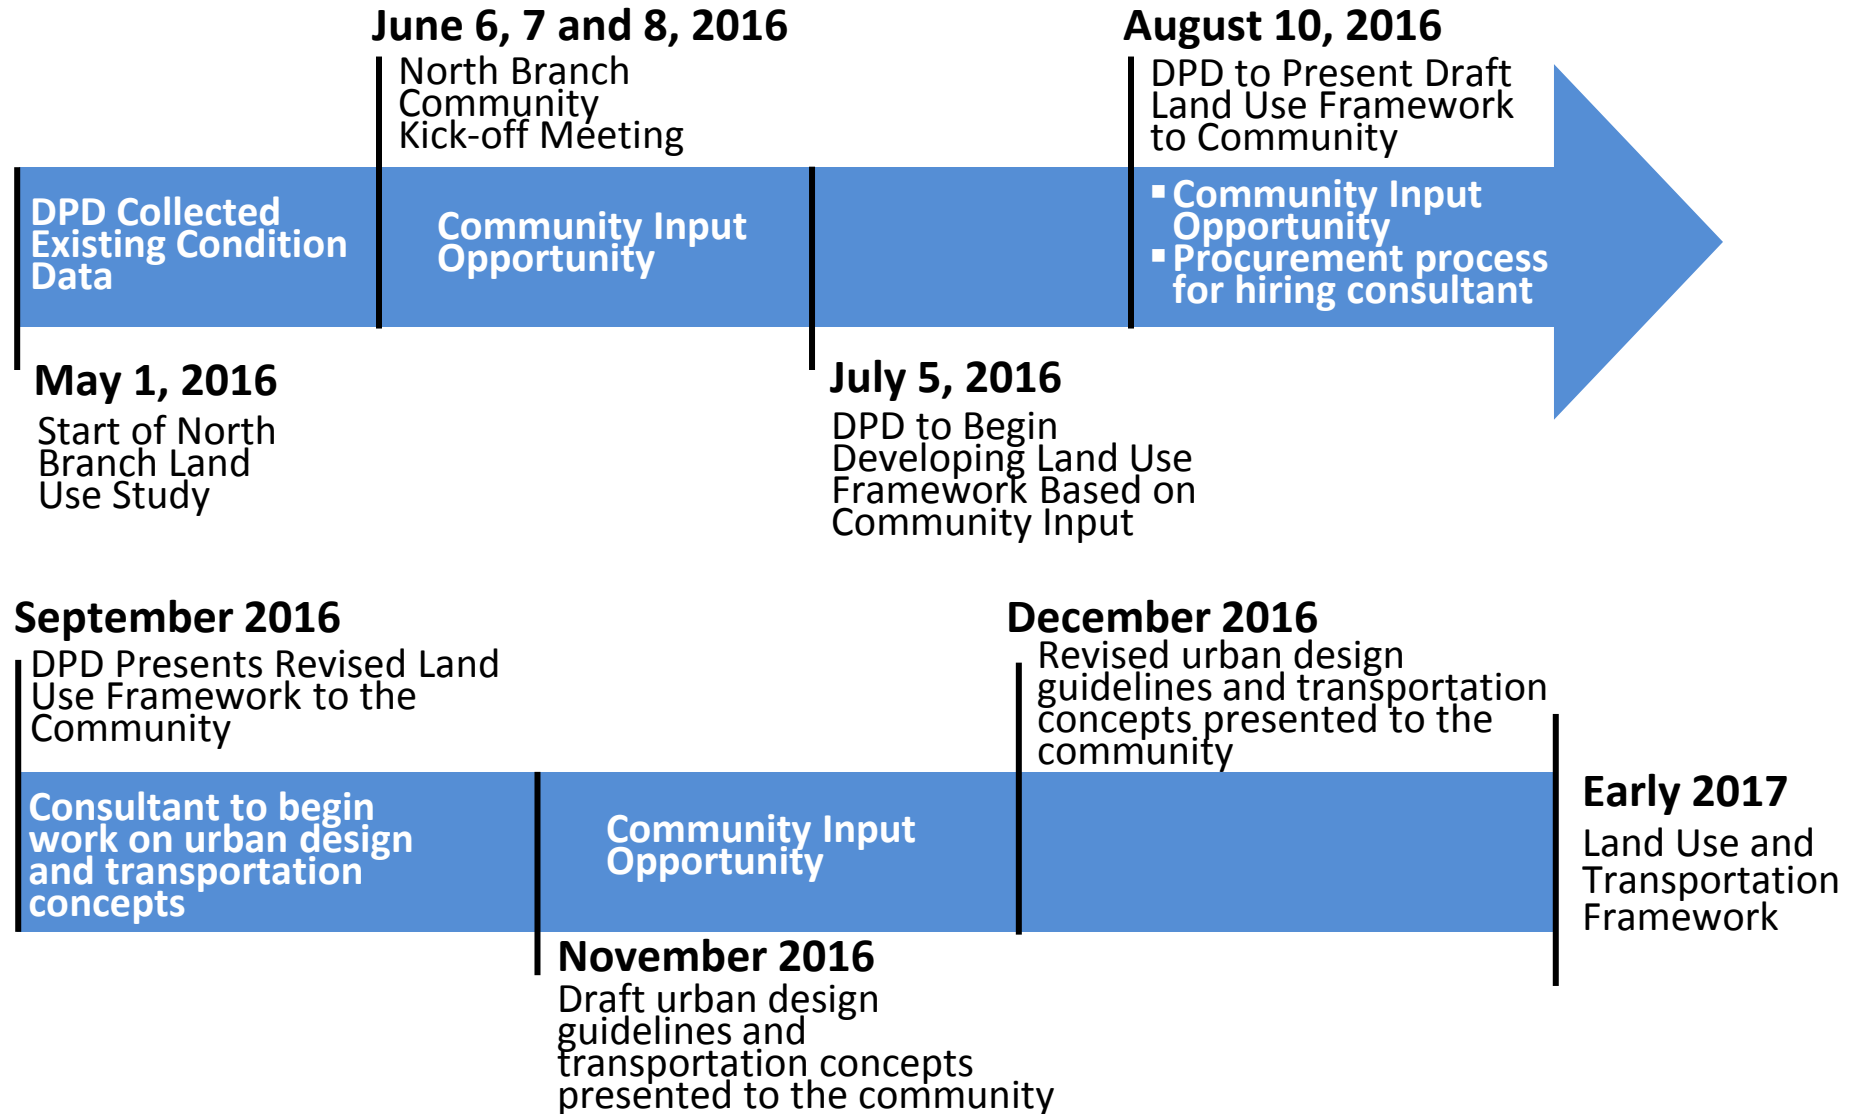 June 6, 7 and 8, 2016
North Branch
Community
Kick-off Meeting
August 10, 2016
DPD to Present Draft
Land Use Framework
to Community
DPD Collected
Existing Condition
Data
Community Input
Opportunity
▪ Community Input
Opportunity
▪ Procurement process
for hiring consultant
May 1, 2016
Start of North
Branch Land
Use Study
July 5, 2016
DPD to Begin
Developing Land Use
Framework Based on
Community Input
September 2016
DPD Presents Revised Land
Use Framework to the
Community
December 2016
Revised urban design
guidelines and transportation
concepts presented to the
community
Consultant to begin
work on urban design
and transportation
concepts
Community Input
Opportunity
Early 2017
Land Use and
Transportation
Framework
November 2016
Draft urban design
guidelines and
transportation concepts
presented to the community